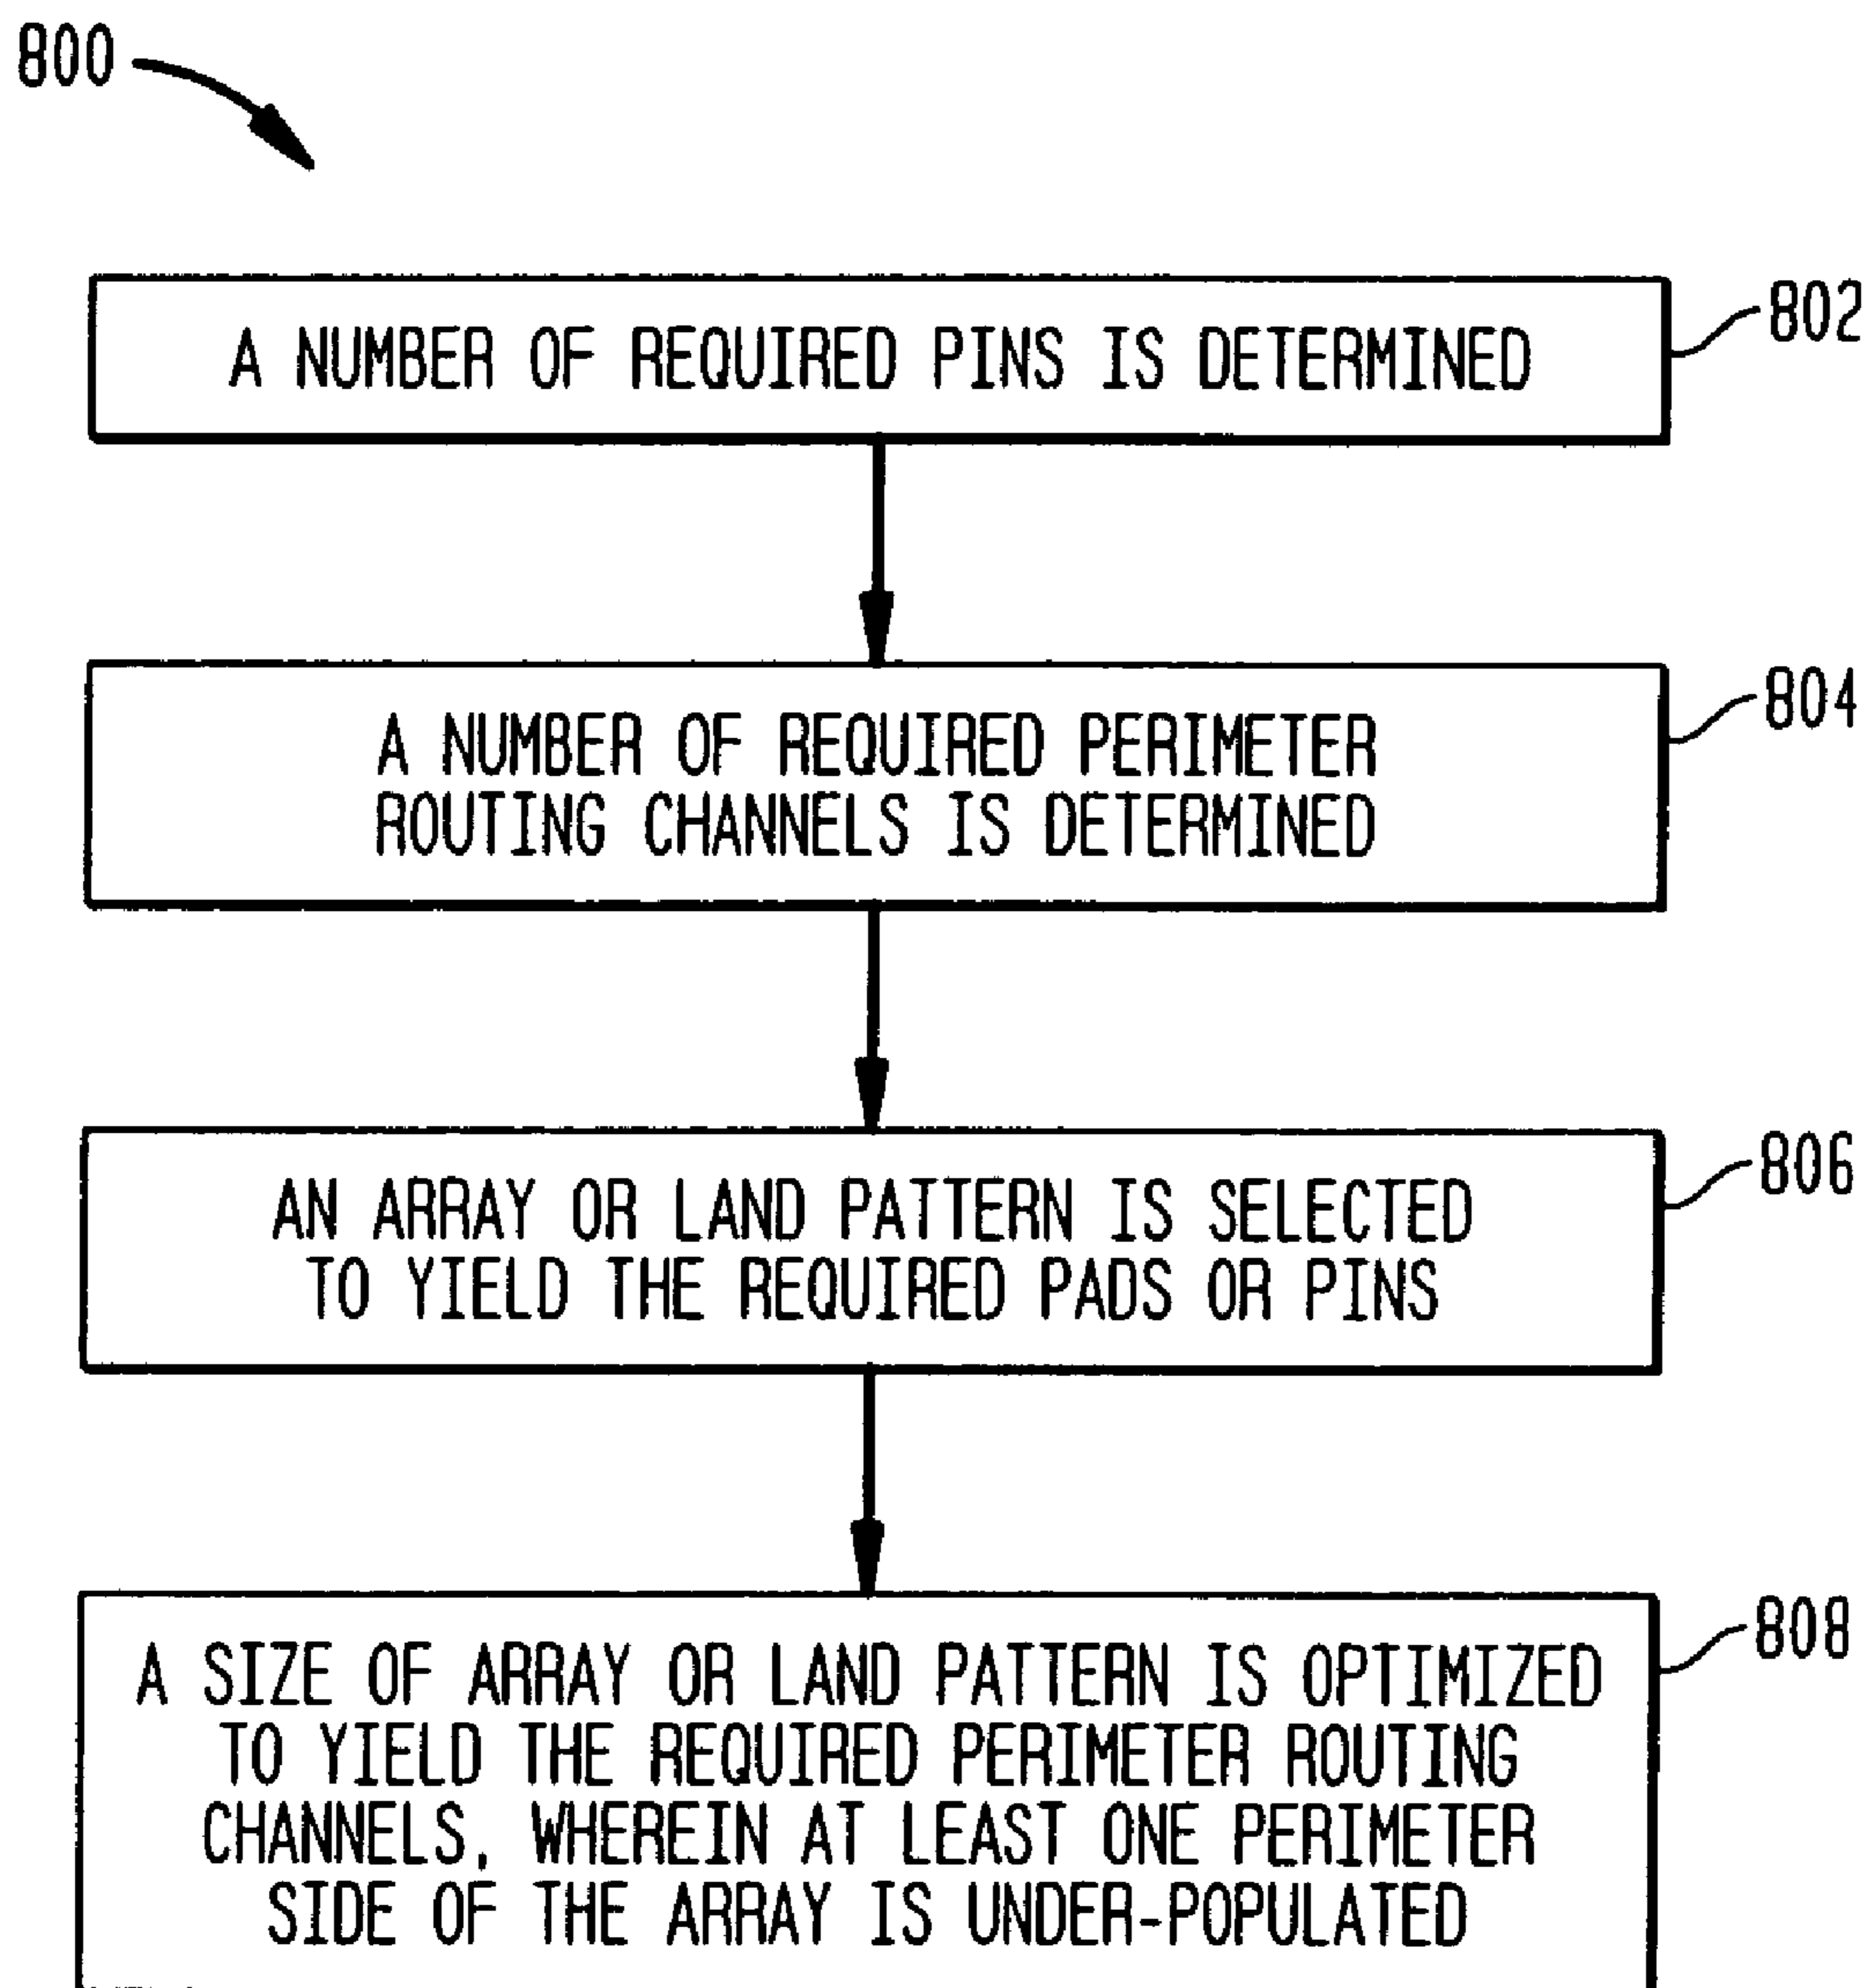 800
A NUMBER OF REQUIRED PINS IS DETERMINED
802
A NUMBER OF REQUIRED PERIMETER
ROUTING CHANNELS IS DETERMINED
804
AN ARRAY OR LAND PATTERN IS SELECTED
TO YIELD THE REQUIRED PADS OR PINS
806
A SIZE OF ARRAY OR LAND PATTERN IS OPTIMIZED
TO YIELD THE REQUIRED PERIMETER ROUTING
CHANNELS, WHEREIN AT LEAST ONE PERIMETER
SIDE OF THE ARRAY IS UNDER-POPULATED
808